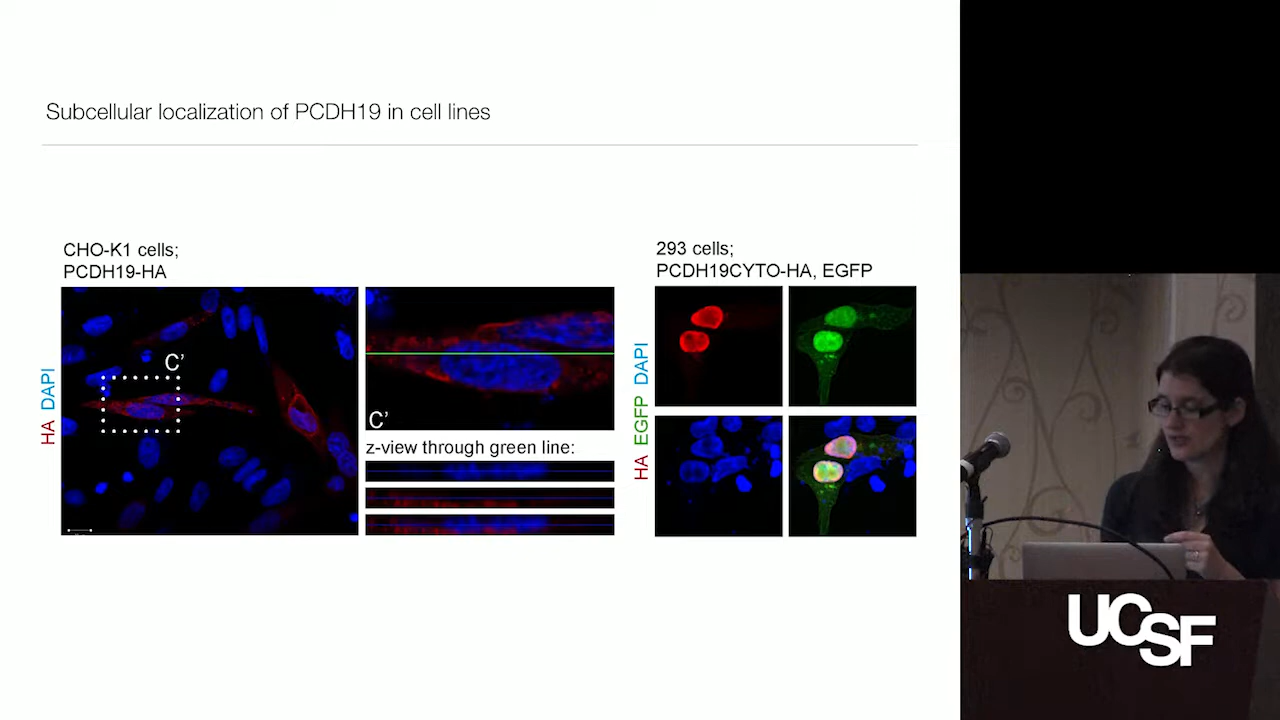 Subcellular localization of PCDH19 in cell lines
CHO-K1 cells;
PCDH19-HA
HA DAPI
C’
C’
z-view through green line:
293 cells;
PCDH19CYTO-HA, EGFP
HA EGFP DAPI
UCSF